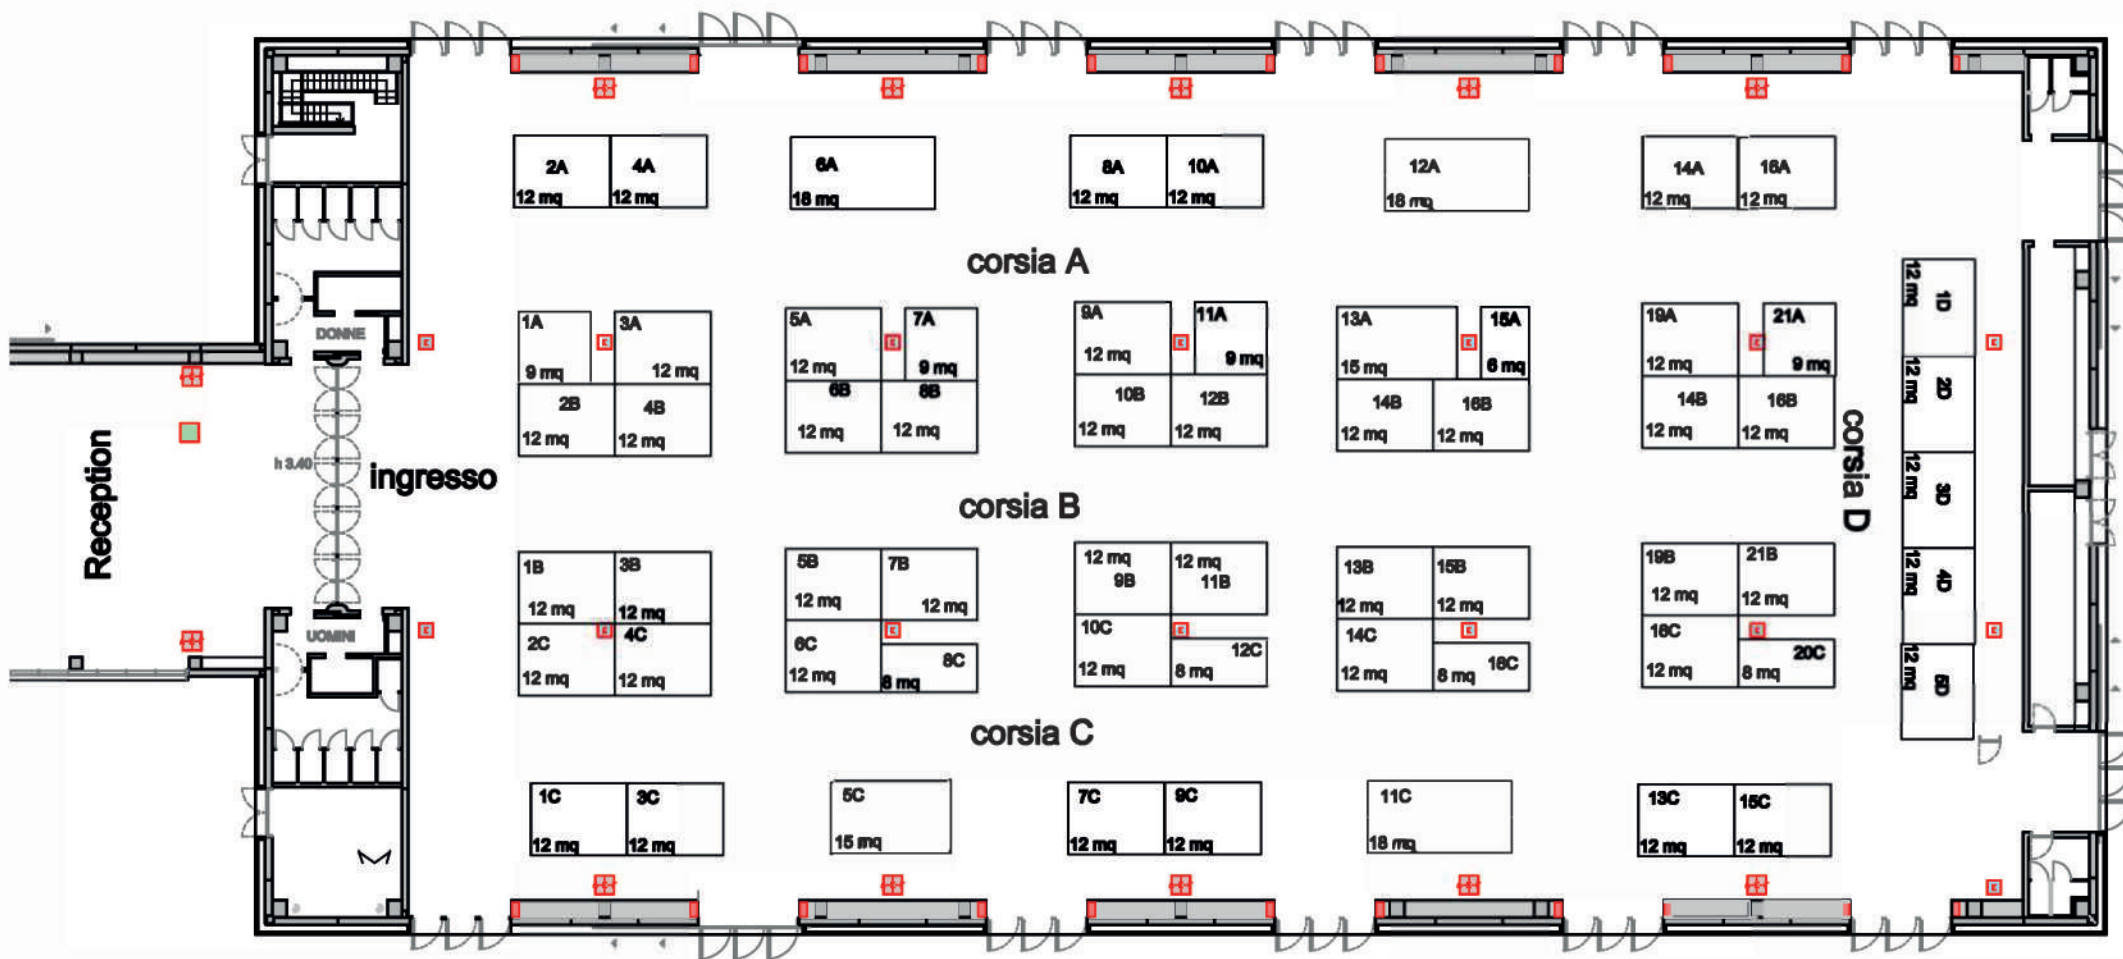 2A
12 mq
4A
12 mq
6A
18 mq
8A
12 mq
10A
12 mq
12A
18 mq
14A
12 mq
16A
12 mq
corsia A
DONNE
1A
9 mq
3A
12 mq
2B
12 mq
4B
12 mq
5A
12 mq
7A
9 mq
6B
12 mq
8B
12 mq
9A
12 mq
11A
9 mq
10B
12 mq
12B
12 mq
13A
15 mq
15A
6 mq
14B
12 mq
16B
12 mq
19A
12 mq
21A
9 mq
14B
12 mq
16B
12 mq
1D
12 mq
2D
12 mq
3D
12 mq
4D
12 mq
5D
12 mq
corsia D
Reception
h 3.40
ingresso
corsia B
UOMINI
1B
12 mq
3B
12 mq
2C
12 mq
4C
12 mq
5B
12 mq
7B
12 mq
6C
12 mq
8C
8 mq
12 mq
9B
12 mq
11B
10C
12 mq
12C
8 mq
13B
12 mq
15B
12 mq
14C
12 mq
16C
8 mq
19B
12 mq
21B
12 mq
18C
12 mq
20C
8 mq
corsia C
1C
12 mq
3C
12 mq
5C
15 mq
7C
12 mq
9C
12 mq
11C
18 mq
13C
12 mq
15C
12 mq